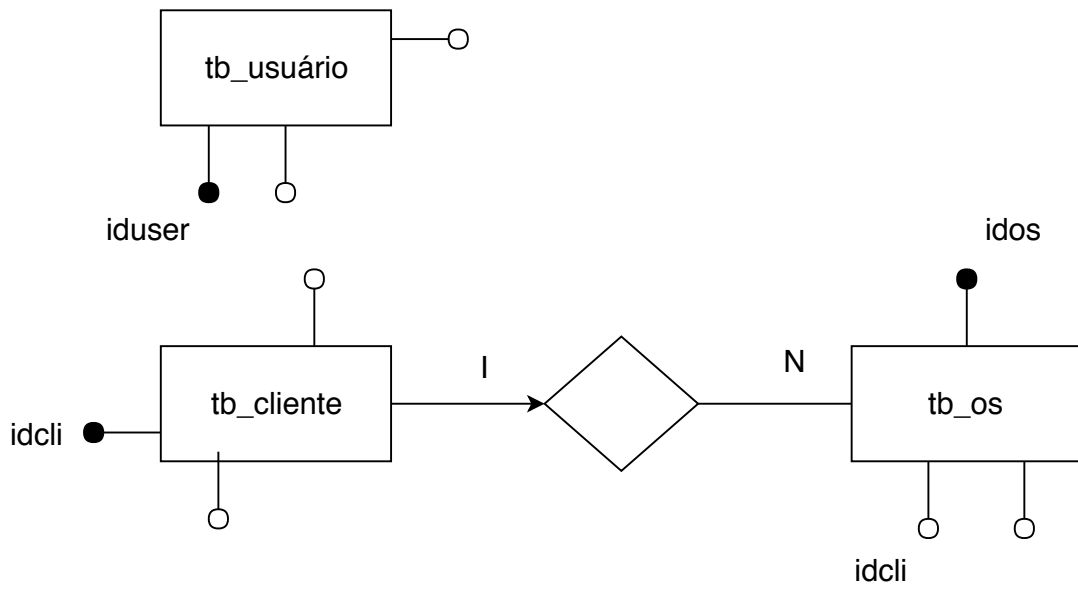 tb_usuário
iduser
idos
I
N
tb_cliente
tb_os
idcli
idcli